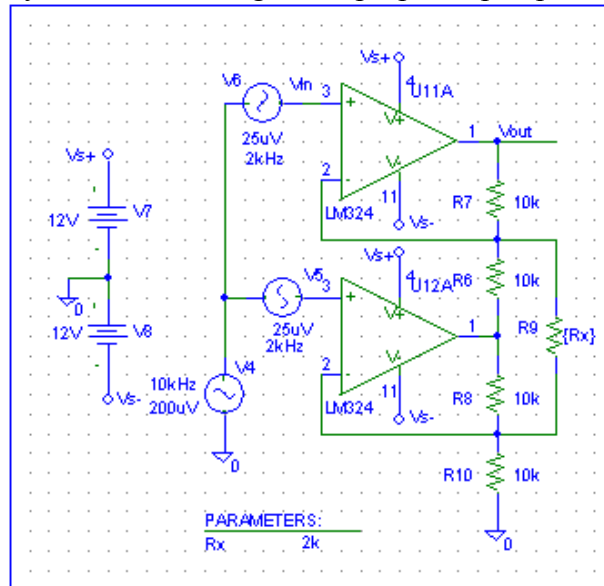 Vs+
4
U11A
V6
Vin
3
+
V+
25uV
2kHz
1
Vout
2
-
V-
11
LM324
Vs-
R7
10k
Vs+
12V
V7
0
12V
V8
Vs-
Vs+
4
U12A
R6
10k
V5
3
+
V+
25uV
2kHz
1
R9
{Rx}
2
-
V-
11
LM324
Vs-
10kHz
200uV
V4
0
R8
10k
R10
10k
0
PARAMETERS:
Rx 2k